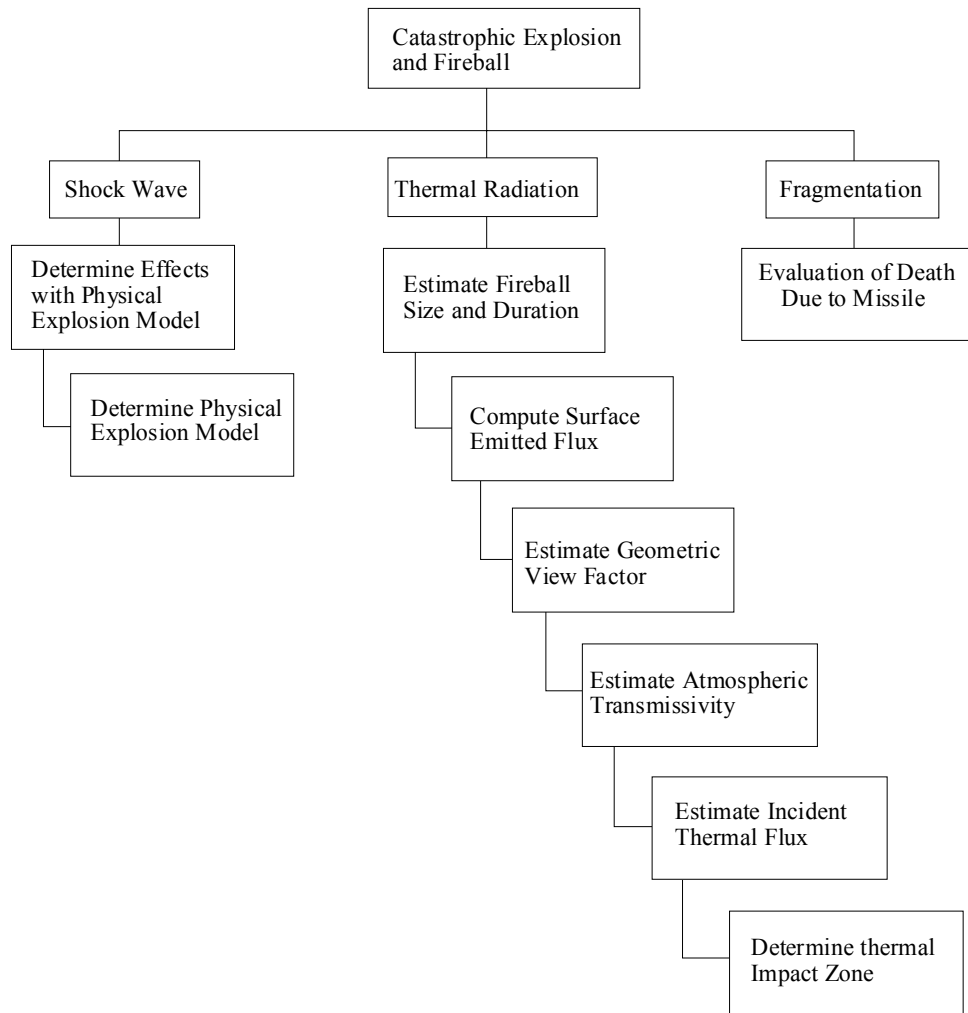 Catastrophic Explosion
and Fireball
Shock Wave
Thermal Radiation
Fragmentation
Determine Effects
with Physical
Explosion Model
Estimate Fireball
Size and Duration
Evaluation of Death
Due to Missile
Determine Physical
Explosion Model
Compute Surface
Emitted Flux
Estimate Geometric
View Factor
Estimate Atmospheric
Transmissivity
Estimate Incident
Thermal Flux
Determine thermal
Impact Zone